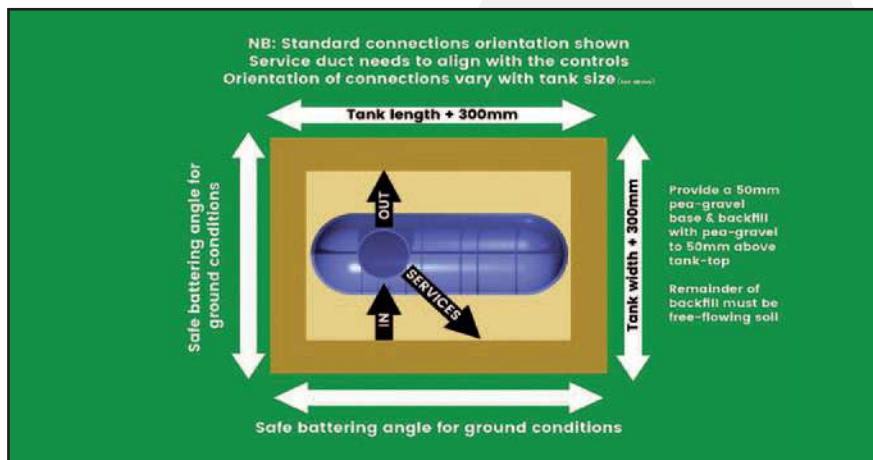 NB: Standard connections orientation shown
Service duct needs to align with the controls
Orientation of connections vary with tank size (see above)
Tank length + 300mm
Safe battering angle for
ground conditions
OUT
IN
SERVICES
Tank width + 300mm
Provide a 50mm
pea-gravel
base & backfill
with pea-gravel
to 50mm above
tank-top
Remainder of
backfill must be
free-flowing soil
Safe battering angle for ground conditions